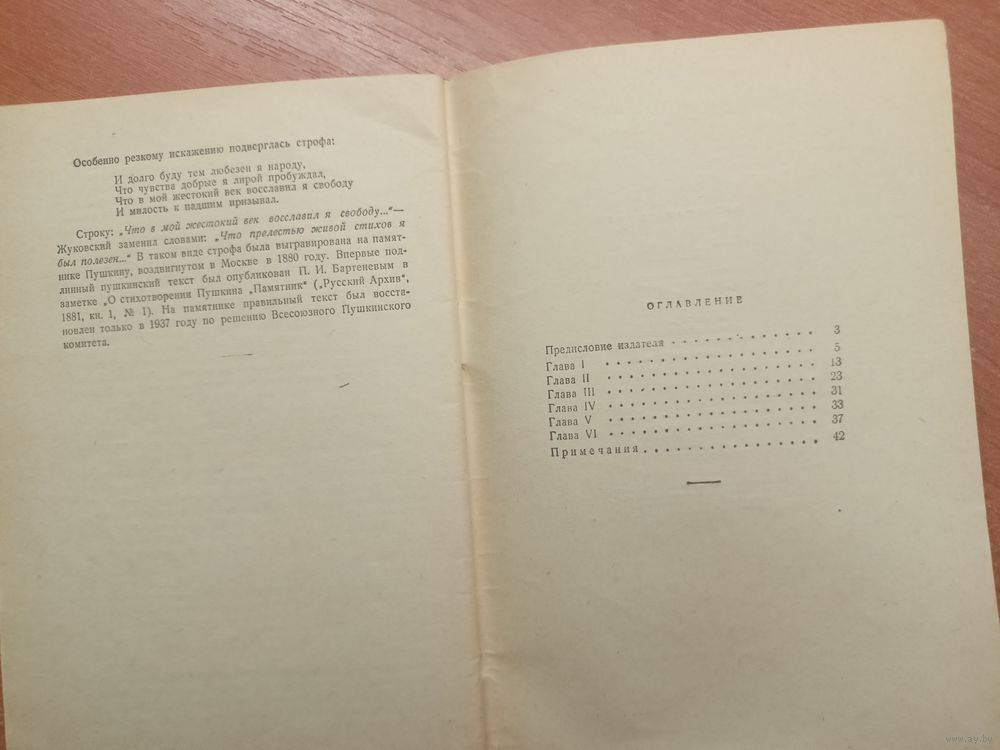 Особенно резкому искажению подверглась строфа:
И долго буду тем любезен я народу,
Что чувства добрые я лирой пробуждал,
Что в мой жестокий век восславил я свободу
И милость к падшим призывал.
Строку: „Что в мой жестокий век восславил я свободу...“—
Жуковский заменил словами: „Что прелестью живой стихов я
был полезен...“ В таком виде строфа была выгравирована на памят-
нике Пушкину, воздвигнутом в Москве в 1880 году. Впервые под-
линный пушкинский текст был опубликован П. И. Бартеневым в
заметке „О стихотворении Пушкина „Памятник“ („Русский Архив“,
1881, кн. 1, № 1). На памятнике правильный текст был восста-
новлен только в 1937 году по решению Всесоюзного Пушкинского
комитета.
ОГЛАВЛЕНИЕ
Предисловие издателя . . . . . . . . . . . 3
Глава I . . . . . . . . . . . . . . . 5
Глава II . . . . . . . . . . . . . . . 13
Глава III . . . . . . . . . . . . . . . 23
Глава IV . . . . . . . . . . . . . . . 31
Глава V . . . . . . . . . . . . . . . 33
Глава VI . . . . . . . . . . . . . . . 37
Примечания . . . . . . . . . . . . . 42
www.ay.by